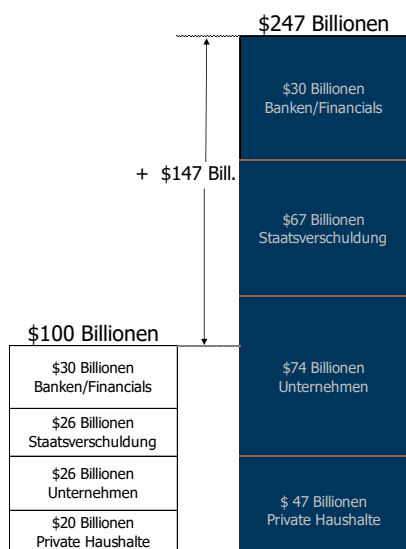 $247 Billionen
$30 Billionen
Banken/Financials
+ $147 Bill.
$67 Billionen
Staatsverschuldung
$100 Billionen
$30 Billionen
Banken/Financials
$74 Billionen
Unternehmen
$26 Billionen
Staatsverschuldung
$26 Billionen
Unternehmen
$ 47 Billionen
Private Haushalte
$20 Billionen
Private Haushalte